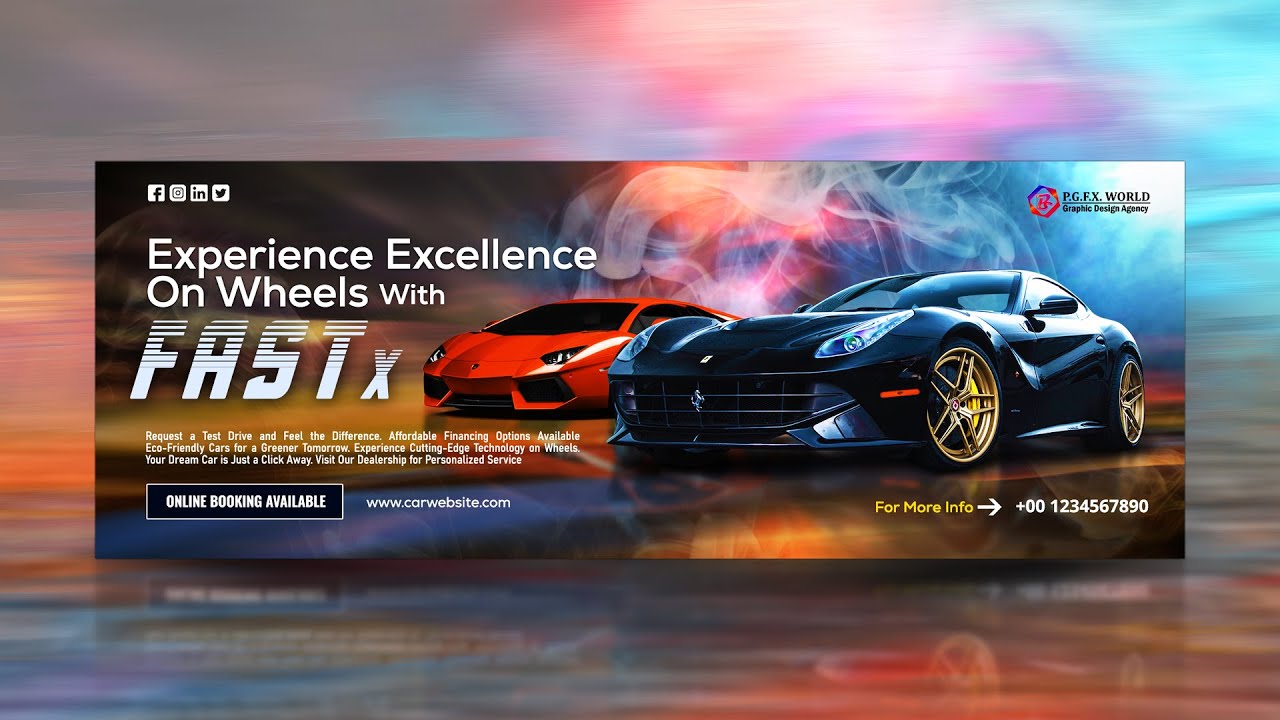 P.G.F.X. WORLD
Graphic Design Agency
Experience Excellence
On Wheels With
FASTx
Request a Test Drive and Feel the Difference. Affordable Financing Options Available
Eco-Friendly Cars for a Greener Tomorrow. Experience Cutting-Edge Technology on Wheels.
Your Dream Car is Just a Click Away. Visit Our Dealership for Personalized Service
ONLINE BOOKING AVAILABLE
www.carwebsite.com
For More Info
+00 1234567890